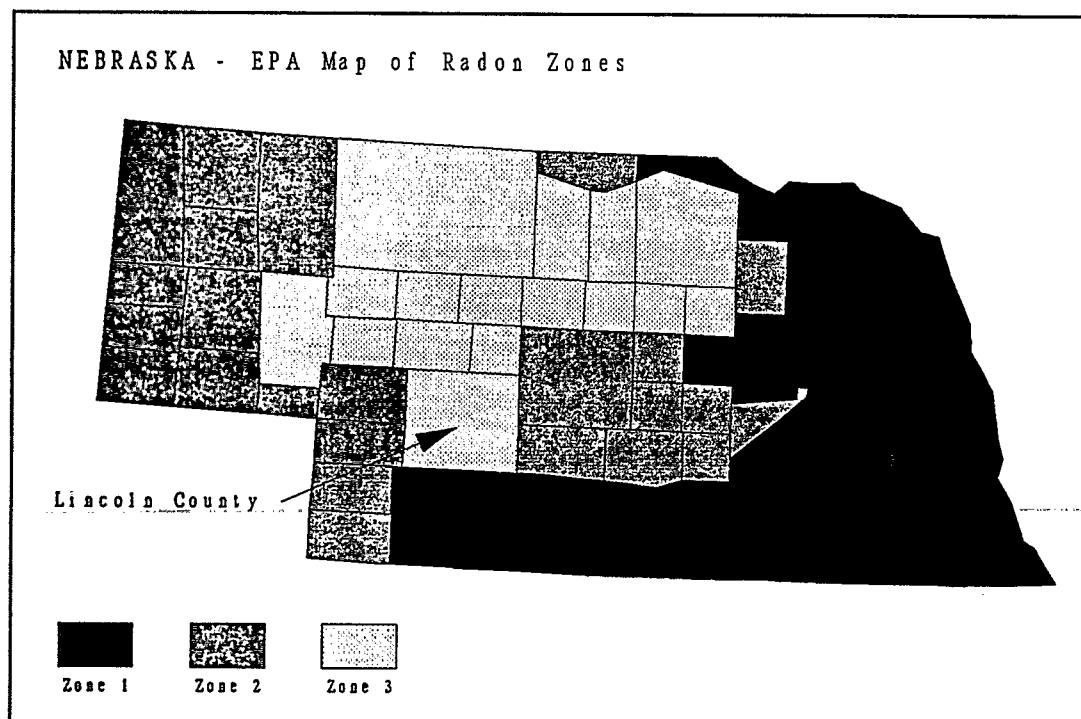 NEBRASKA - EPA Map of Radon Zones
Lincoln County
Zone 1 Zone 2 Zone 3